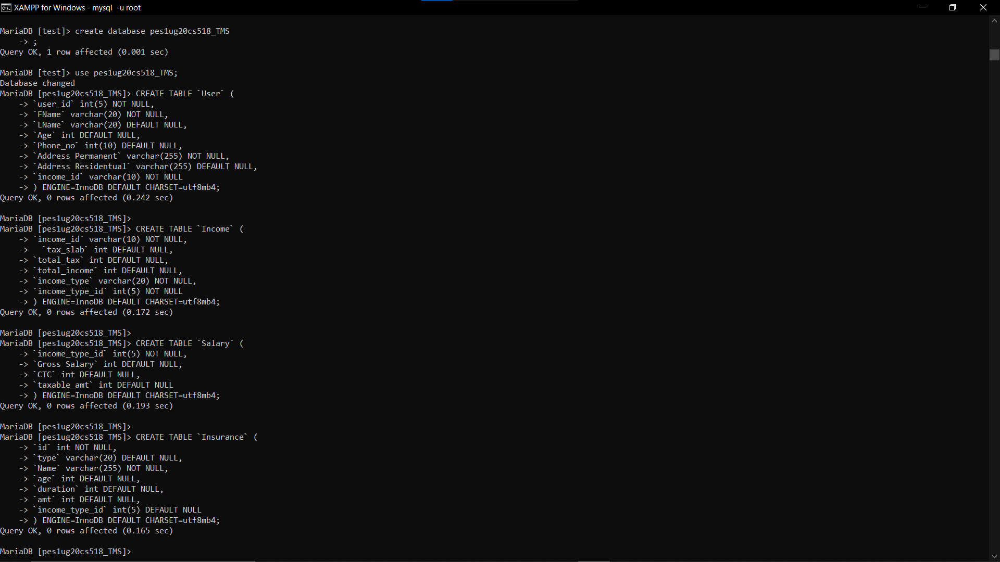 XAMPP for Windows - mysql  -u root
MariaDB [test]> create database pes1ug20cs518_TMS
    -> ;
Query OK, 1 row affected (0.001 sec)

MariaDB [test]> use pes1ug20cs518_TMS;
Database changed
MariaDB [pes1ug20cs518_TMS]> CREATE TABLE `User` (
    -> `user_id` int(5) NOT NULL,
    -> `FName` varchar(20) NOT NULL,
    -> `LName` varchar(20) DEFAULT NULL,
    -> `Age` int DEFAULT NULL,
    -> `Phone_no` int(10) DEFAULT NULL,
    -> `Address Permanent` varchar(255) NOT NULL,
    -> `Address Residentual` varchar(255) DEFAULT NULL,
    -> `income_id` varchar(10) NOT NULL
    -> ) ENGINE=InnoDB DEFAULT CHARSET=utf8mb4;
Query OK, 0 rows affected (0.242 sec)

MariaDB [pes1ug20cs518_TMS]>
MariaDB [pes1ug20cs518_TMS]> CREATE TABLE `Income` (
    -> `income_id` varchar(10) NOT NULL,
    ->   `tax_slab` int DEFAULT NULL,
    -> `total_tax` int DEFAULT NULL,
    -> `total_income` int DEFAULT NULL,
    -> `income_type` varchar(20) NOT NULL,
    -> `income_type_id` int(5) NOT NULL
    -> ) ENGINE=InnoDB DEFAULT CHARSET=utf8mb4;
Query OK, 0 rows affected (0.172 sec)

MariaDB [pes1ug20cs518_TMS]>
MariaDB [pes1ug20cs518_TMS]> CREATE TABLE `Salary` (
    -> `income_type_id` int(5) NOT NULL,
    -> `Gross Salary` int DEFAULT NULL,
    -> `CTC` int DEFAULT NULL,
    -> `taxable_amt` int DEFAULT NULL
    -> ) ENGINE=InnoDB DEFAULT CHARSET=utf8mb4;
Query OK, 0 rows affected (0.193 sec)

MariaDB [pes1ug20cs518_TMS]>
MariaDB [pes1ug20cs518_TMS]> CREATE TABLE `Insurance` (
    -> `id` int NOT NULL,
    -> `type` varchar(20) DEFAULT NULL,
    -> `Name` varchar(255) NOT NULL,
    -> `age` int DEFAULT NULL,
    -> `duration` int DEFAULT NULL,
    -> `amt` int DEFAULT NULL,
    -> `income_type_id` int(5) DEFAULT NULL
    -> ) ENGINE=InnoDB DEFAULT CHARSET=utf8mb4;
Query OK, 0 rows affected (0.165 sec)

MariaDB [pes1ug20cs518_TMS]>